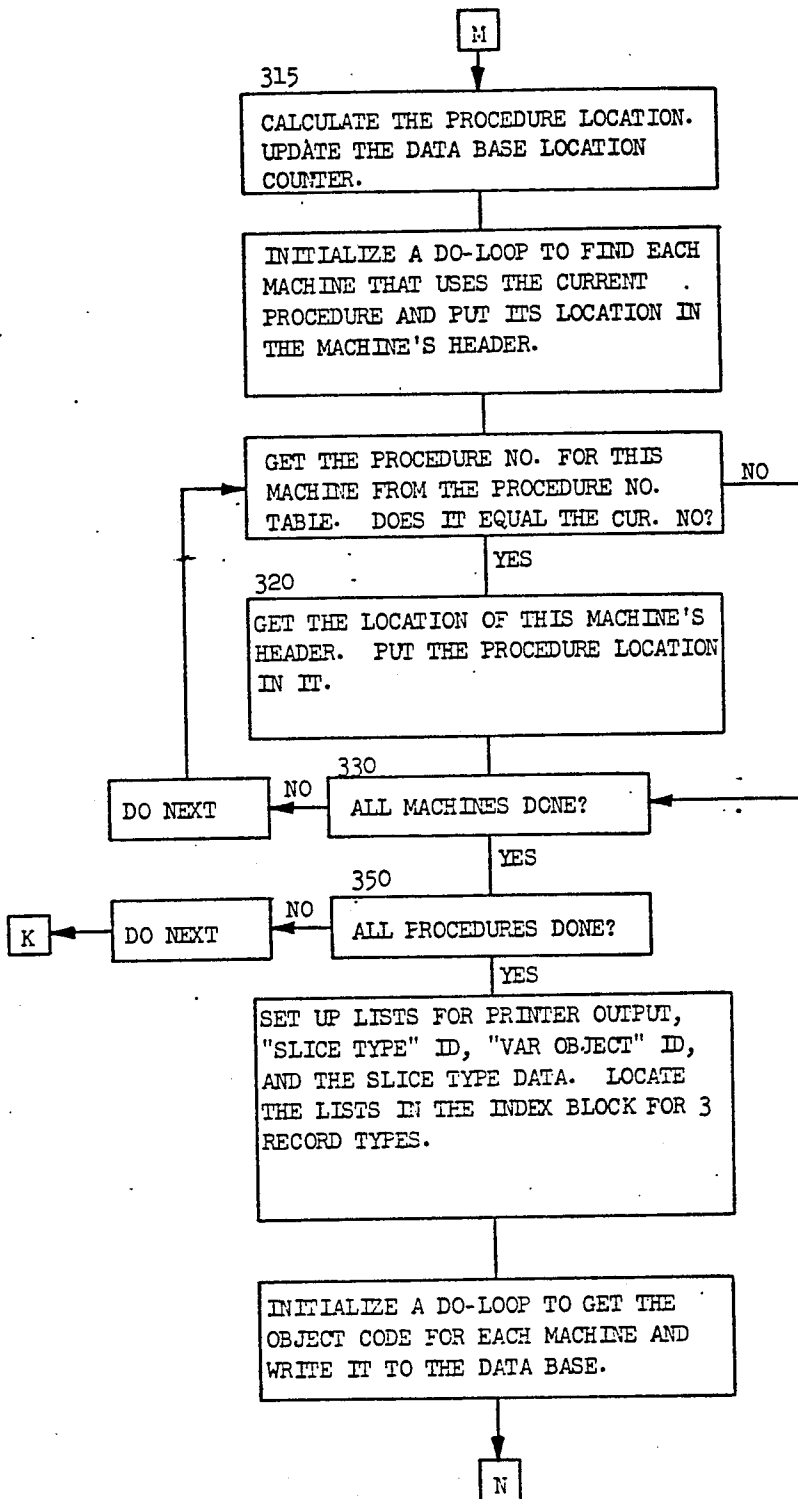 M
315
CALCULATE THE PROCEDURE LOCATION.
UPDATE THE DATA BASE LOCATION
COUNTER.
INITIALIZE A DO-LOOP TO FIND EACH
MACHINE THAT USES THE CURRENT
PROCEDURE AND PUT ITS LOCATION IN
THE MACHINE'S HEADER.
GET THE PROCEDURE NO. FOR THIS
MACHINE FROM THE PROCEDURE NO.
TABLE. DOES IT EQUAL THE CUR. NO?
NO
YES
320
GET THE LOCATION OF THIS MACHINE'S
HEADER. PUT THE PROCEDURE LOCATION
IN IT.
330
DO NEXT
NO
ALL MACHINES DONE?
YES
350
K
DO NEXT
NO
ALL PROCEDURES DONE?
YES
SET UP LISTS FOR PRINTER OUTPUT,
"SLICE TYPE" ID, "VAR OBJECT" ID,
AND THE SLICE TYPE DATA. LOCATE
THE LISTS IN THE INDEX BLOCK FOR 3
RECORD TYPES.
INITIALIZE A DO-LOOP TO GET THE
OBJECT CODE FOR EACH MACHINE AND
WRITE IT TO THE DATA BASE.
N